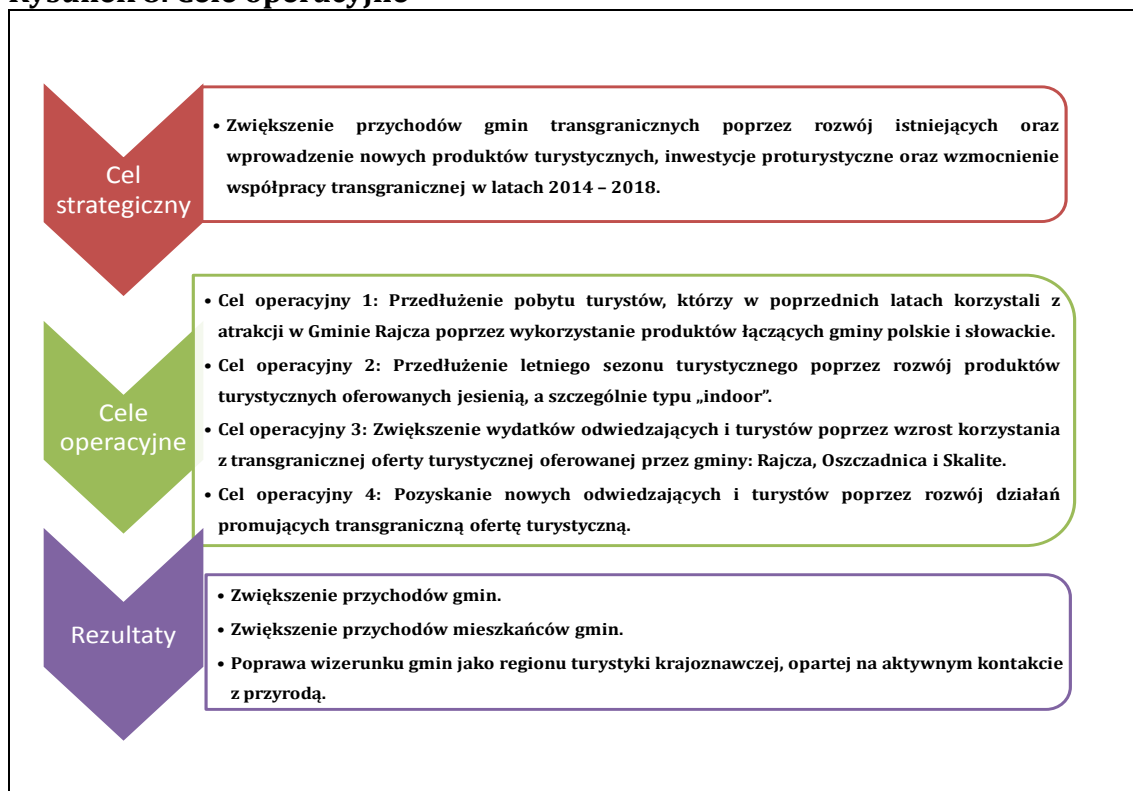 Rysunek 8. Cele operacyjne
Cel
strategiczny
• Zwiększenie przychodów gmin transgranicznych poprzez rozwój istniejących oraz
wprowadzenie nowych produktów turystycznych, inwestycje proturystyczne oraz wzmocnienie
współpracy transgranicznej w latach 2014 – 2018.
Cele
operacyjne
• Cel operacyjny 1: Przedłużenie pobytu turystów, którzy w poprzednich latach korzystali z
atrakcji w Gminie Rajcza poprzez wykorzystanie produktów łączących gminy polskie i słowackie.
• Cel operacyjny 2: Przedłużenie letniego sezonu turystycznego poprzez rozwój produktów
turystycznych oferowanych jesienią, a szczególnie typu „indoor”.
• Cel operacyjny 3: Zwiększenie wydatków odwiedzających i turystów poprzez wzrost korzystania
z transgranicznej oferty turystycznej oferowanej przez gminy: Rajcza, Oszczadnica i Skalite.
• Cel operacyjny 4: Pozyskanie nowych odwiedzających i turystów poprzez rozwój działań
promujących transgraniczną ofertę turystyczną.
Rezultaty
• Zwiększenie przychodów gmin.
• Zwiększenie przychodów mieszkańców gmin.
• Poprawa wizerunku gmin jako regionu turystyki krajoznawczej, opartej na aktywnym kontakcie
z przyrodą.